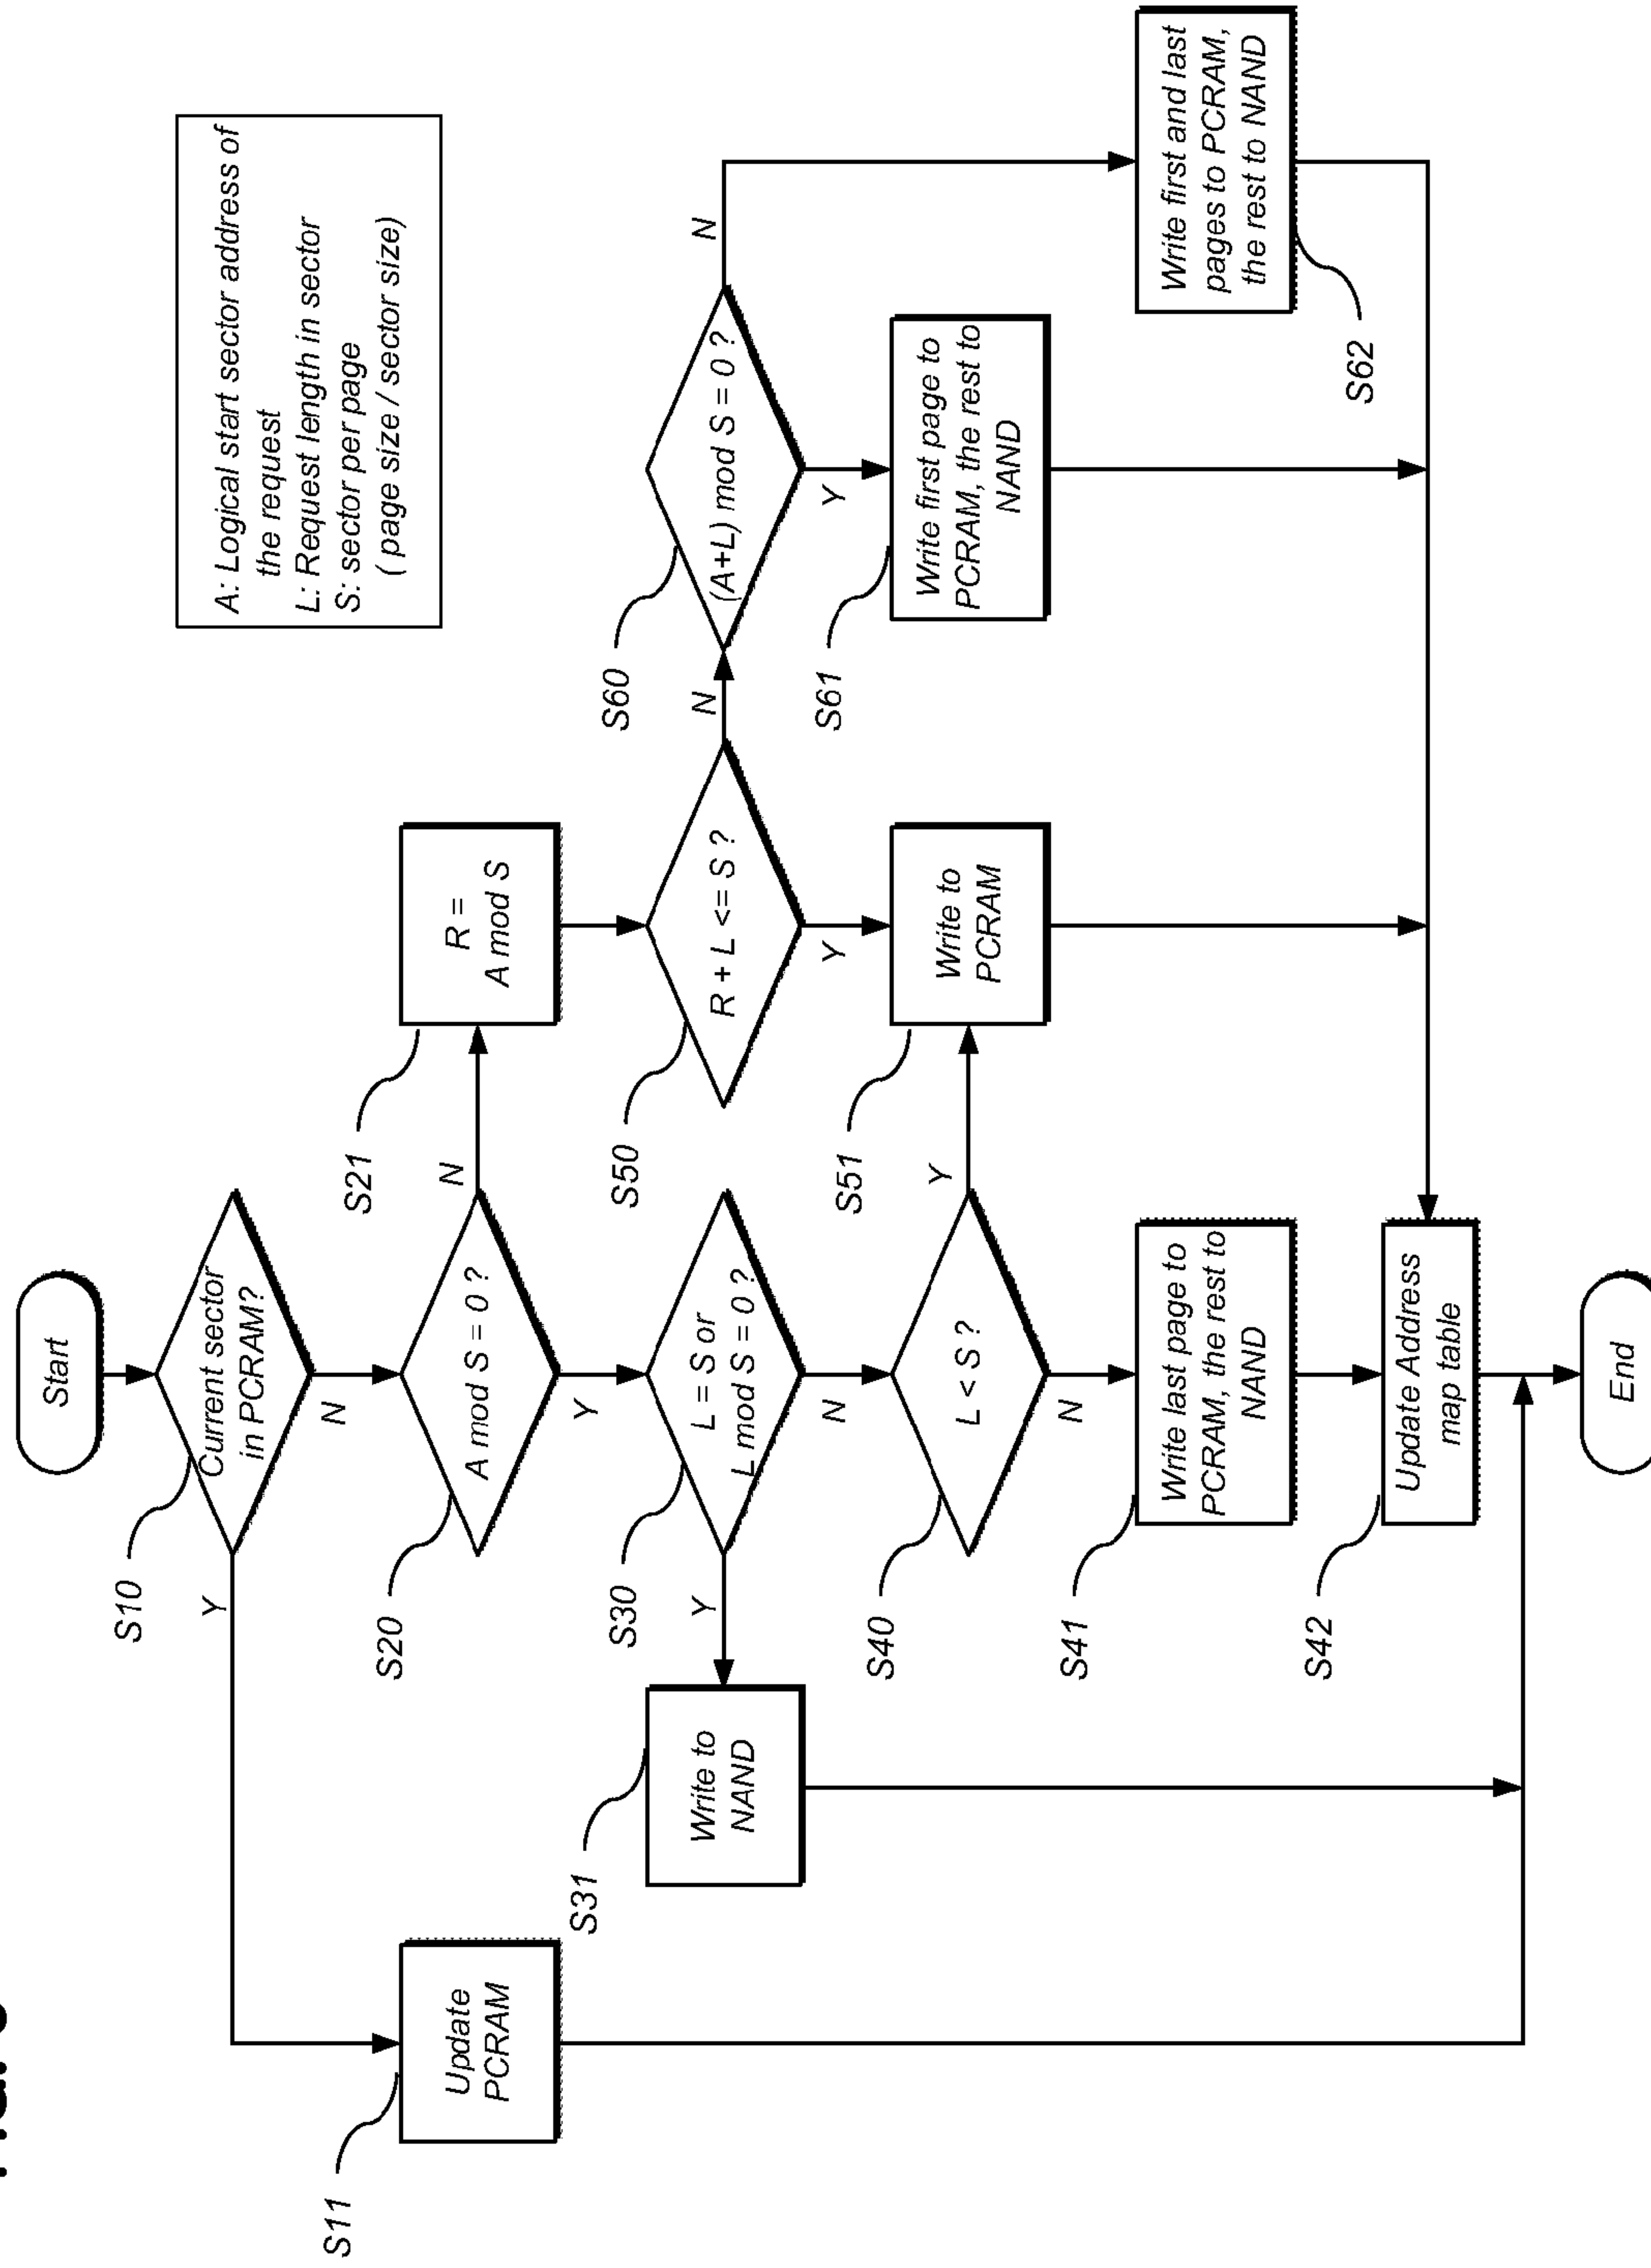 Start
S10
Current sector
in PCRAM?
Y
N
S11
Update
PCRAM
S20
A mod S = 0 ?
N
Y
S21
R =
A mod S
A: Logical start sector address of
the request
L: Request length in sector
S: sector per page
( page size / sector size)
S30
L = S or
L mod S = 0 ?
Y
N
S31
Write to
NAND
S50
R + L <= S ?
N
Y
S60
(A+L) mod S = 0 ?
N
Y
S40
L < S ?
Y
N
S51
Write to
PCRAM
S61
Write first page to
PCRAM, the rest to
NAND
S41
Write last page to
PCRAM, the rest to
NAND
Write first and last
pages to PCRAM,
the rest to NAND
S62
S42
Update Address
map table
End